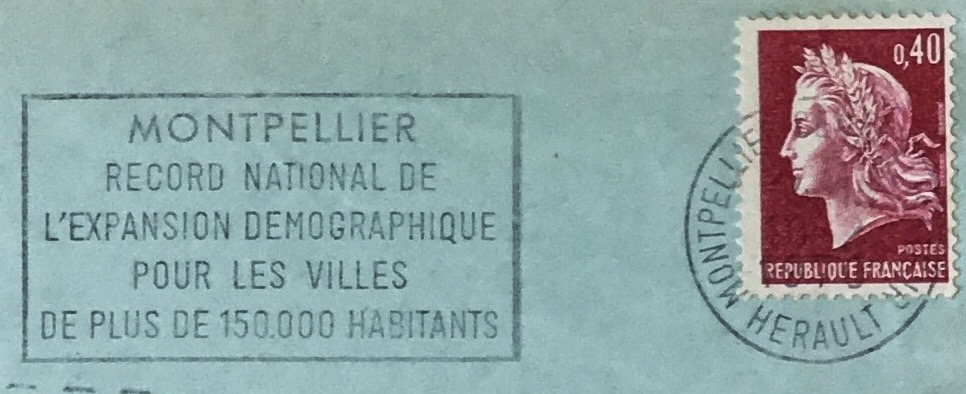 MONTPELLIER
RECORD NATIONAL DE
L'EXPANSION DEMOGRAPHIQUE
POUR LES VILLES
DE PLUS DE 150.000 HABITANTS
0,40
POSTES
REPUBLIQUE FRANÇAISE
MONTPELLIER
HERAULT